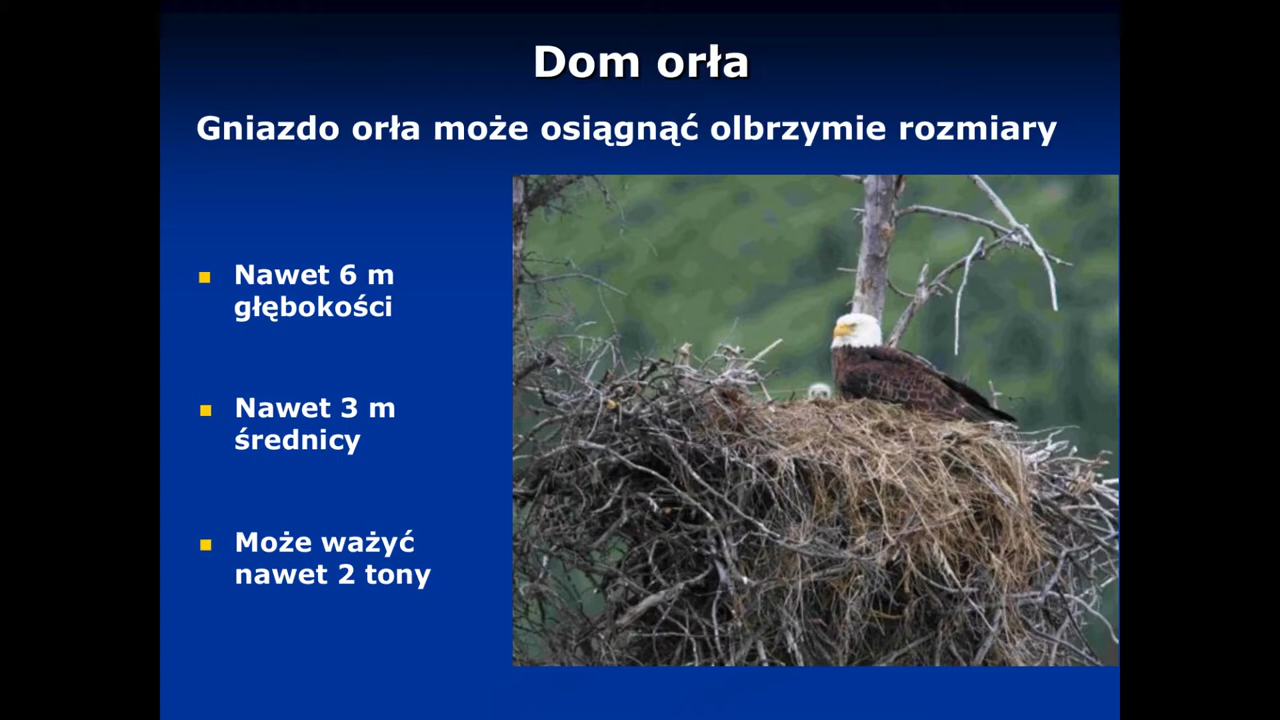 Dom orła
Gniazdo orła może osiągnąć olbrzymie rozmiary
Nawet 6 m
głębokości
Nawet 3 m
średnicy
Może ważyć
nawet 2 tony